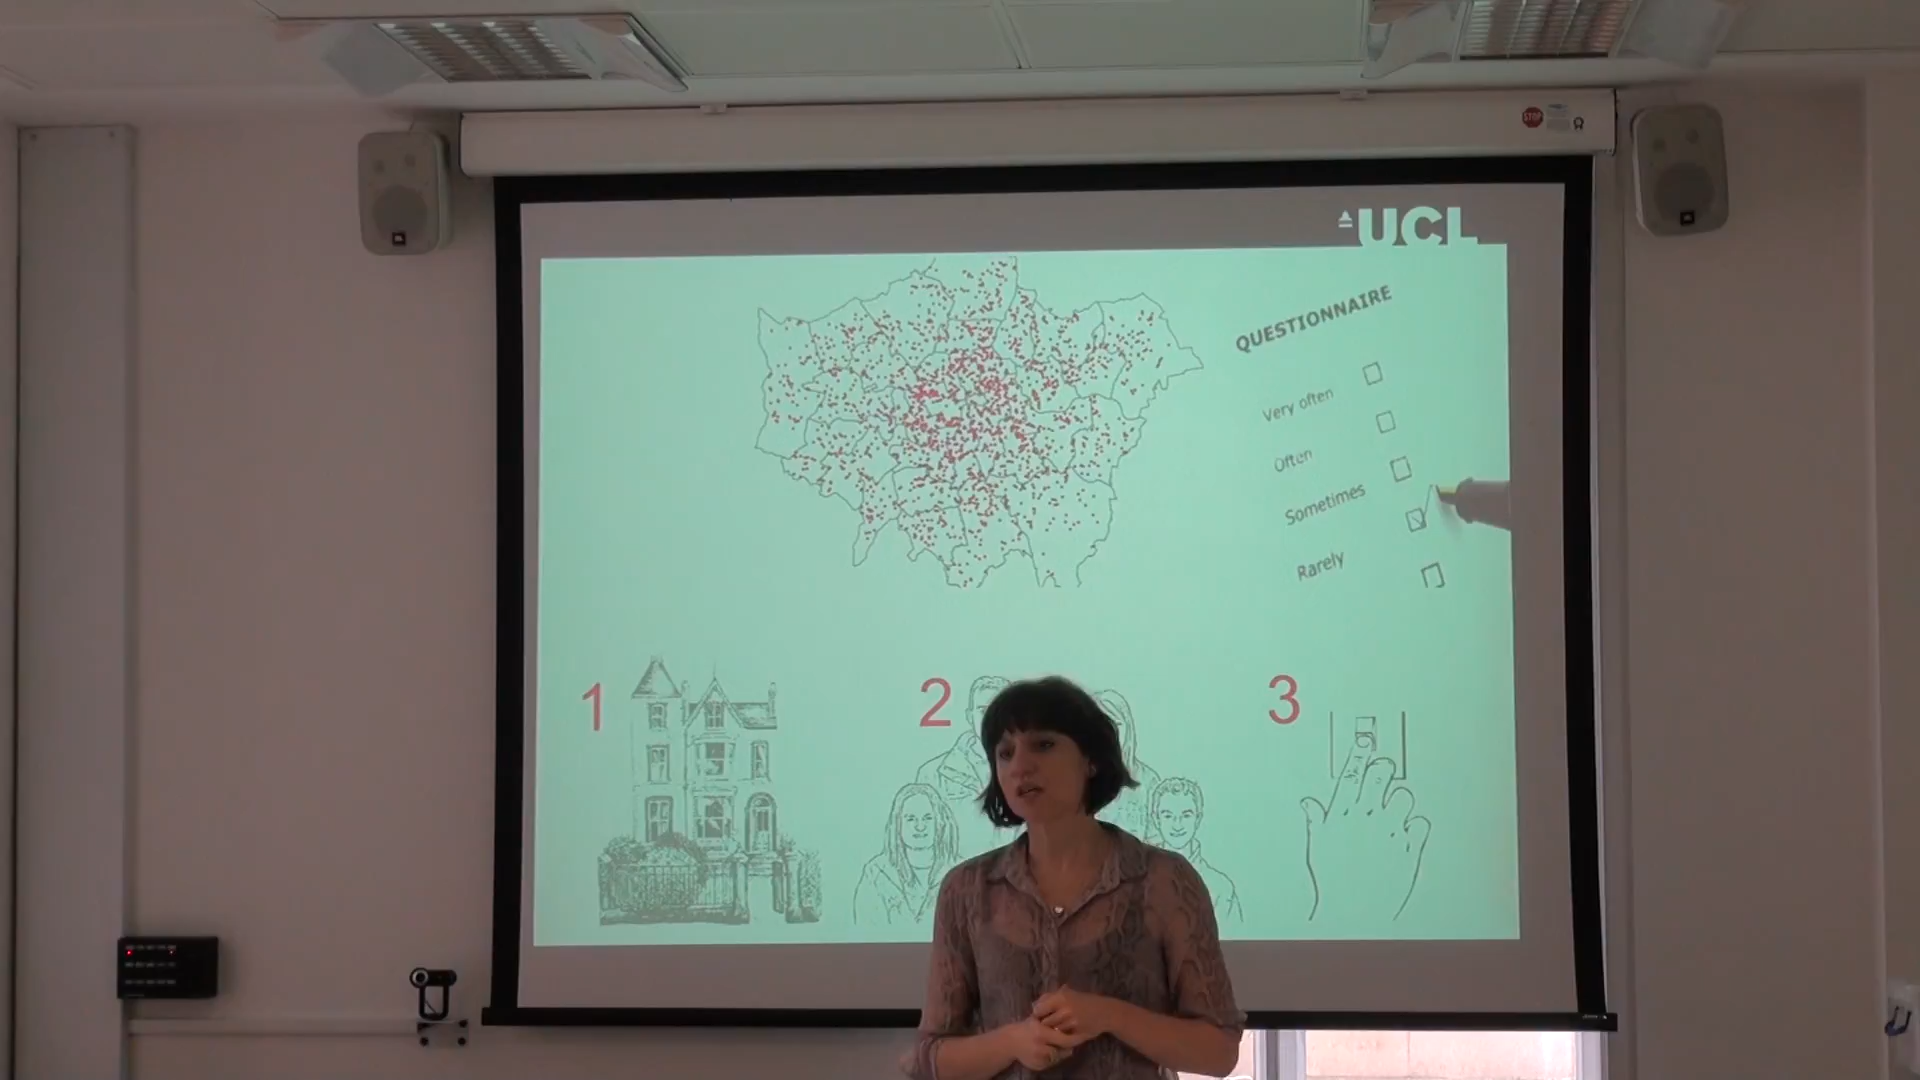 STOP
UCL
QUESTIONNAIRE
Very often
Often
Sometimes
Rarely
1
2
3